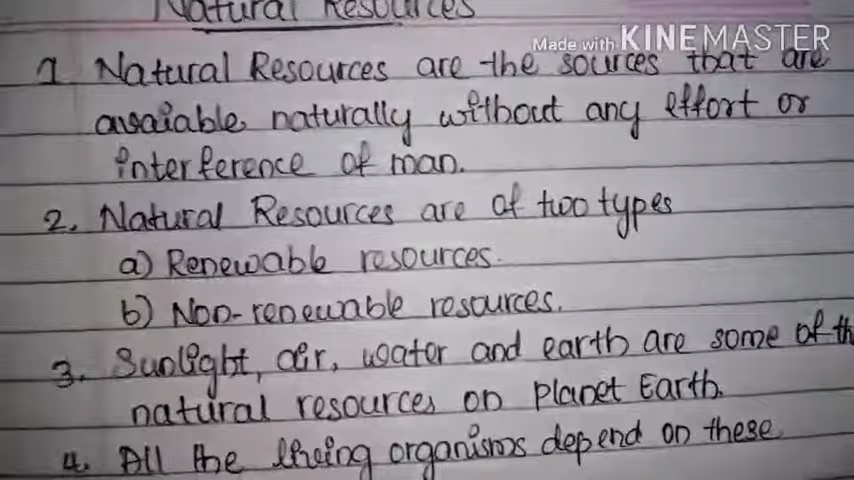 Natural Resources
Made with KINEMASTER
1 Natural Resources are the sources that are
avaiable naturally without any effort or
interference of man.
2. Natural Resources are of two types
a) Renewable resources.
b) Non-renewable resources.
3. Sunlight, air, water and earth are some of th
natural resources on planet Earth.
4. All the living organisms depend on these